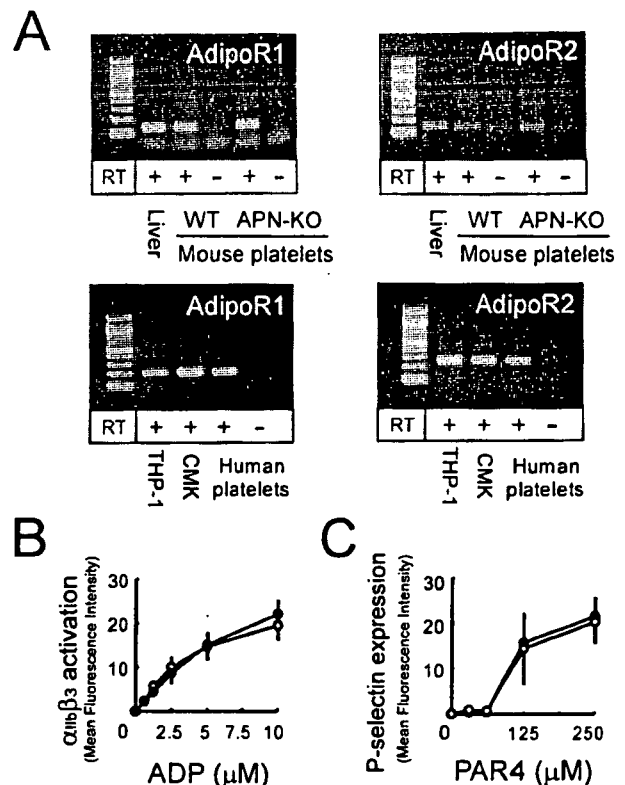 A
AdipoR1
RT + + - + -
Liver
WT APN-KO
Mouse platelets
AdipoR2
RT + + - + -
Liver
WT APN-KO
Mouse platelets
AdipoR1
RT + + + -
THP-1
CMK
Human
platelets
AdipoR2
RT + + + -
THP-1
CMK
Human
platelets
B
αIIbβ3 activation
(Mean Fluorescence Intensity)
30
20
10
0 2.5 5 7.5 10
ADP (μM)
C
P-selectin expression
(Mean Fluorescence Intensity)
30
20
10
0 125 250
PAR4 (μM)